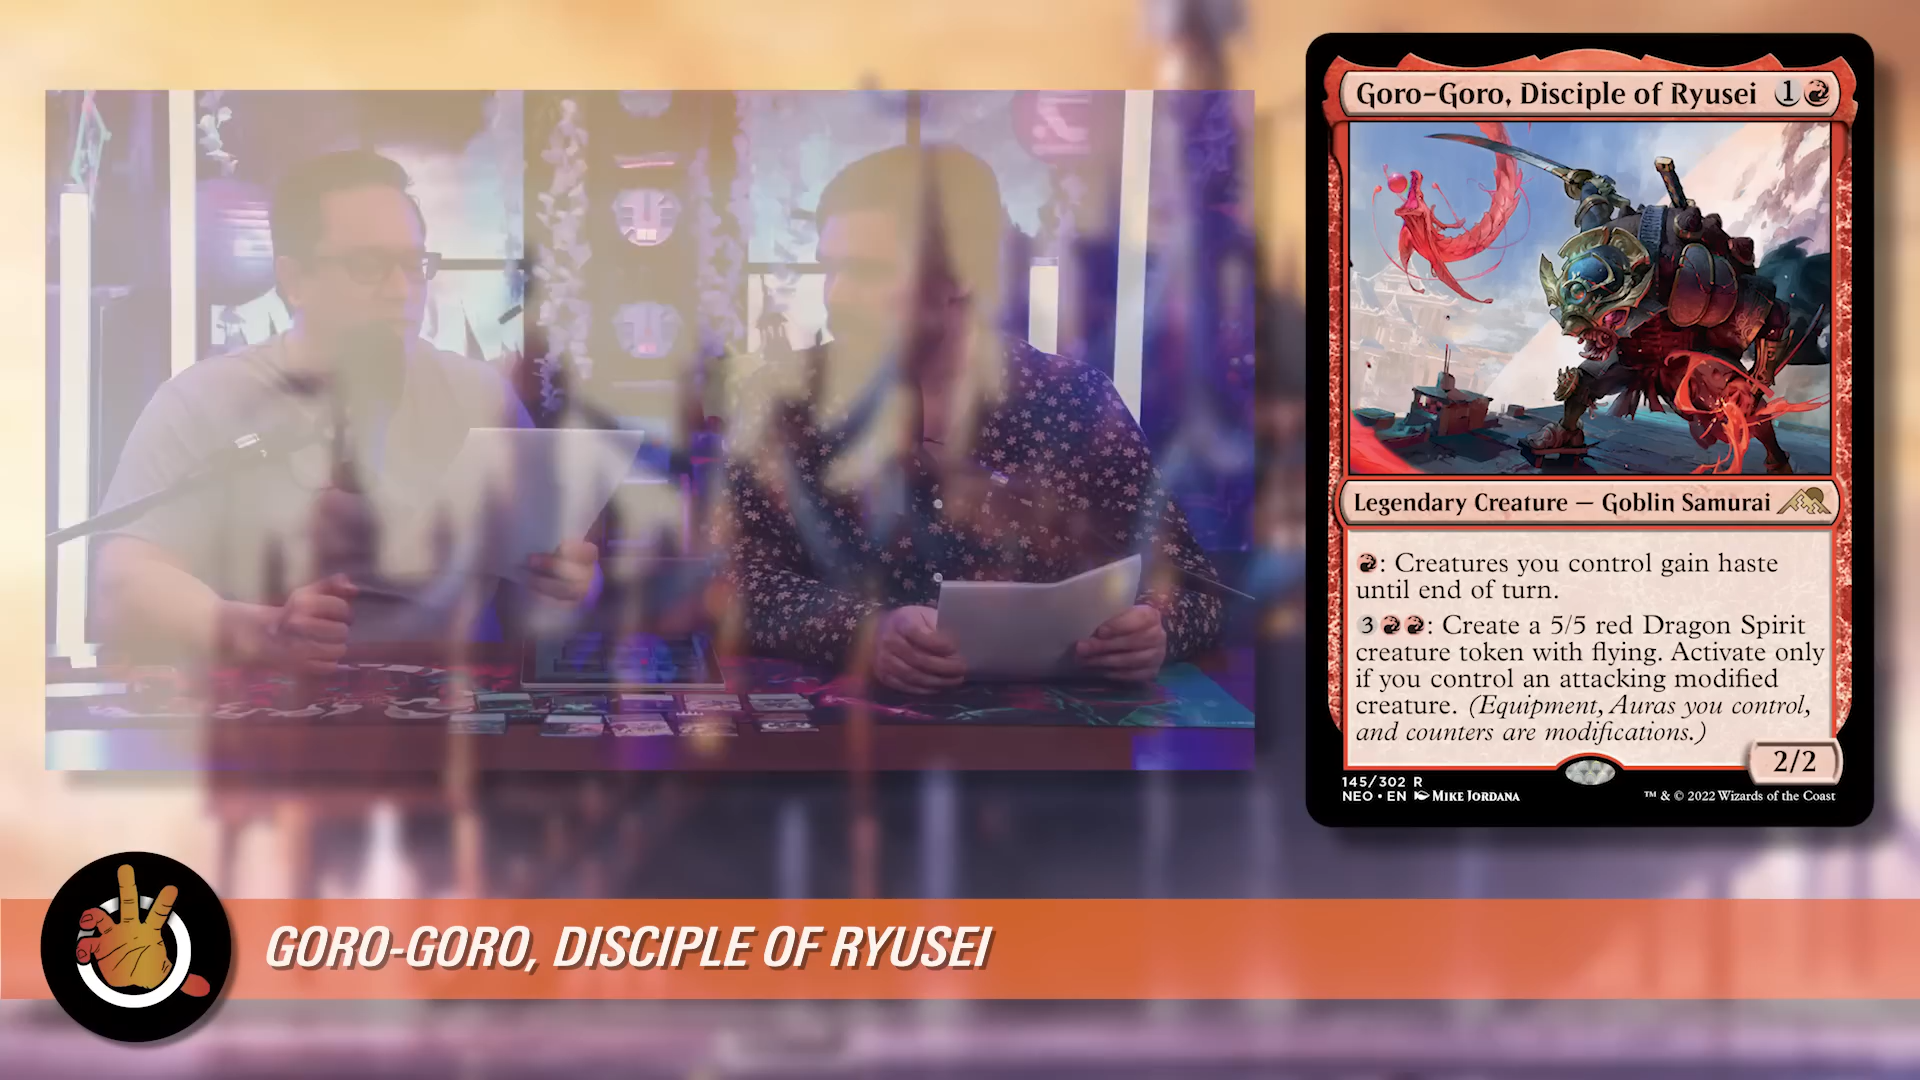 Goro-Goro, Disciple of Ryusei 1
Legendary Creature — Goblin Samurai
: Creatures you control gain haste
until end of turn.
3: Create a 5/5 red Dragon Spirit
creature token with flying. Activate only
if you control an attacking modified
creature. (Equipment, Auras you control,
and counters are modifications.)
2/2
145/302 R
NEO • EN MIKE JORDANA
™ & © 2022 Wizards of the Coast
GORO-GORO, DISCIPLE OF RYUSEI